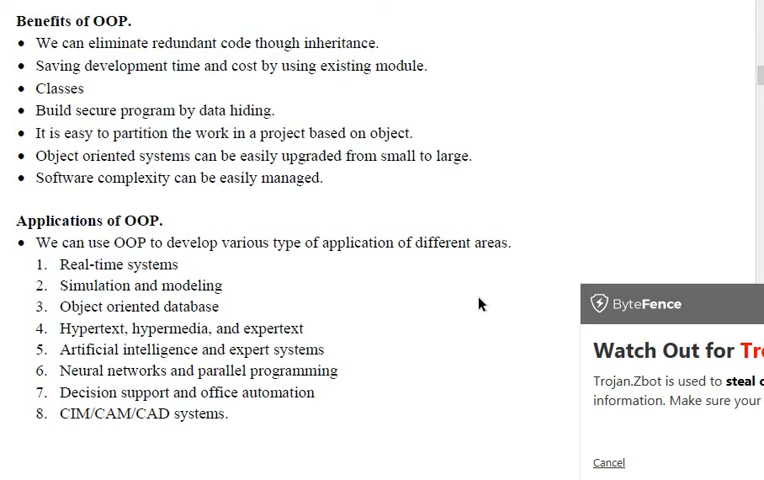 Benefits of OOP.
• We can eliminate redundant code though inheritance.
• Saving development time and cost by using existing module.
• Classes
• Build secure program by data hiding.
• It is easy to partition the work in a project based on object.
• Object oriented systems can be easily upgraded from small to large.
• Software complexity can be easily managed.
Applications of OOP.
• We can use OOP to develop various type of application of different areas.
1. Real-time systems
2. Simulation and modeling
3. Object oriented database
4. Hypertext, hypermedia, and expertext
5. Artificial intelligence and expert systems
6. Neural networks and parallel programming
7. Decision support and office automation
8. CIM/CAM/CAD systems.
ByteFence
Watch Out for
Trojan.Zbot is used to steal
information. Make sure your
Cancel